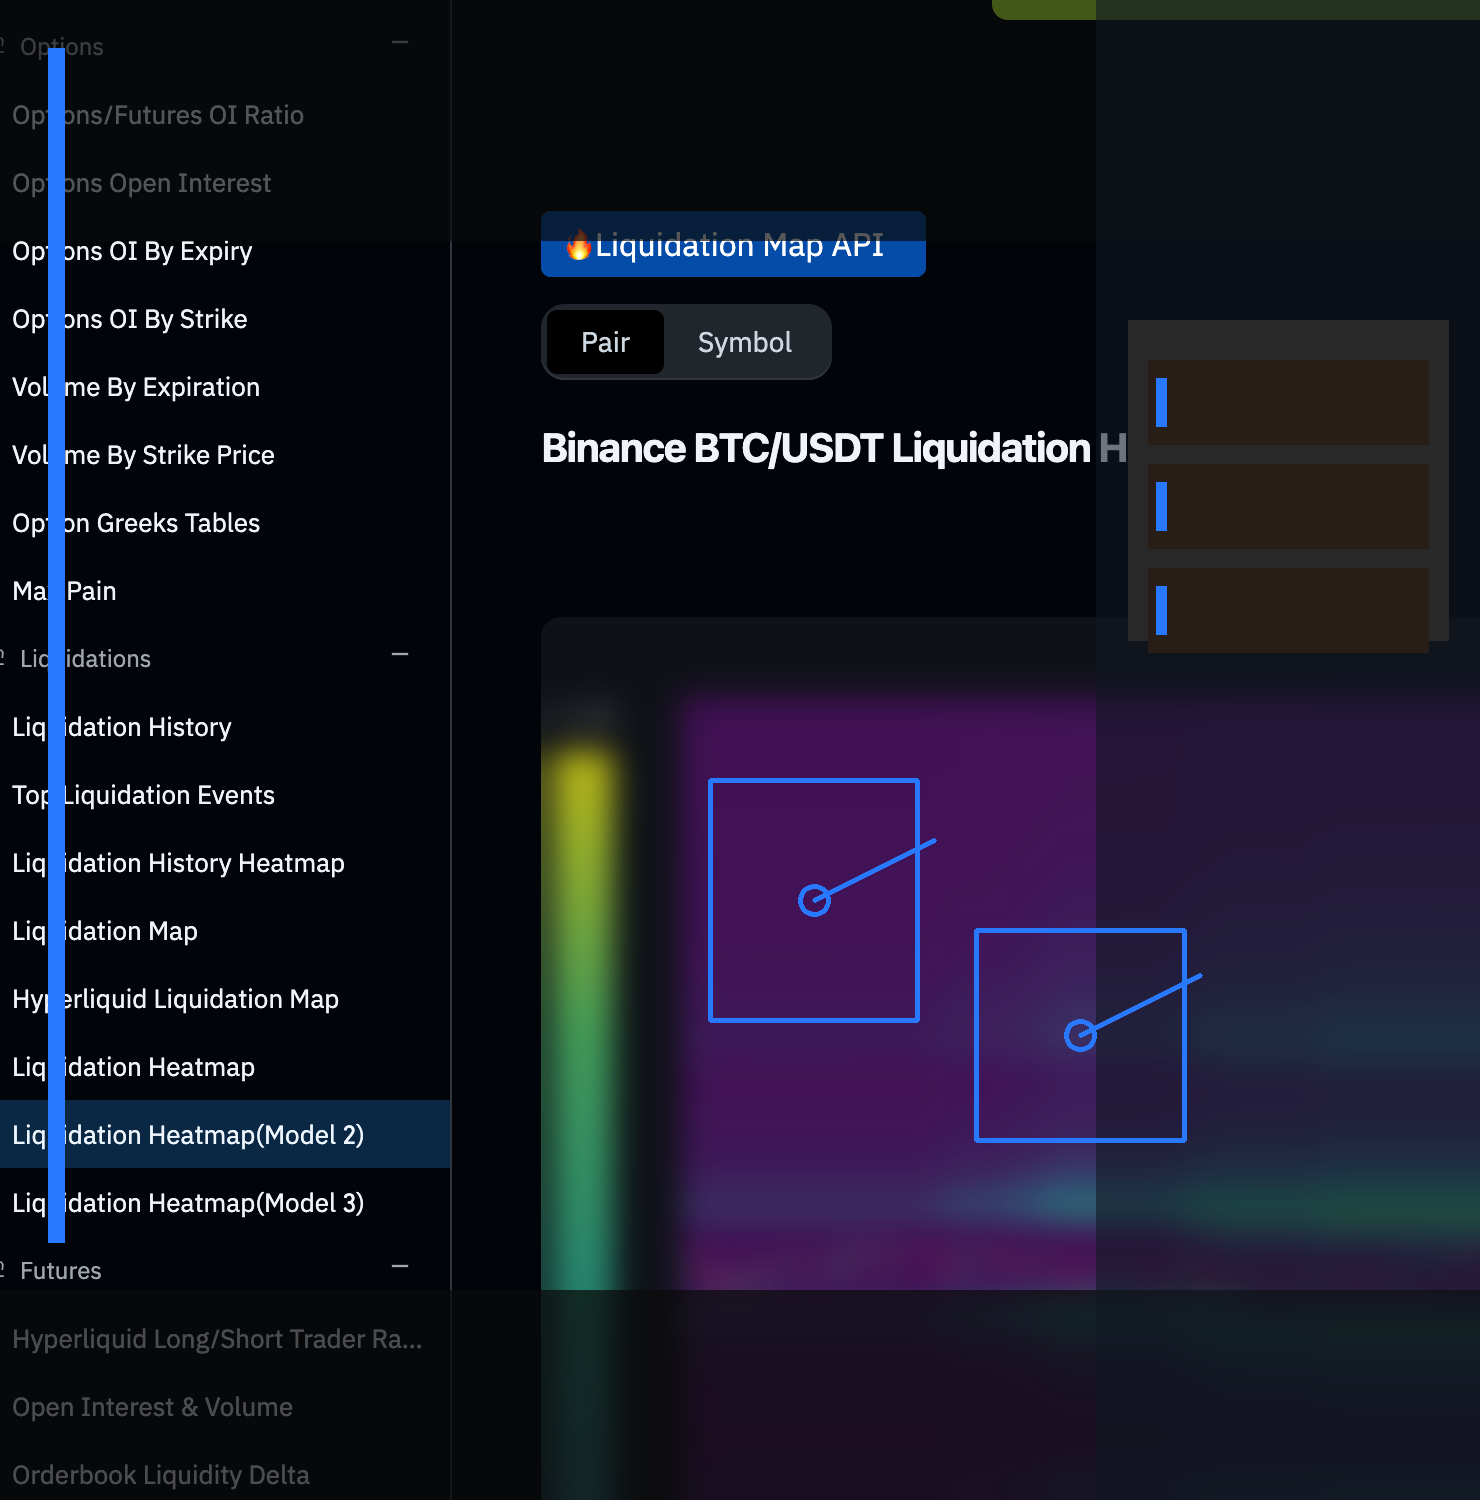 Options
Options/Futures OI Ratio
Options Open Interest
Options OI By Expiry
Options OI By Strike
Volume By Expiration
Volume By Strike Price
Option Greeks Tables
Max Pain
Liquidations
Liquidation History
Top Liquidation Events
Liquidation History Heatmap
Liquidation Map
Hyperliquid Liquidation Map
Liquidation Heatmap
Liquidation Heatmap(Model 2)
Liquidation Heatmap(Model 3)
Futures
Hyperliquid Long/Short Trader Ra...
Open Interest & Volume
Orderbook Liquidity Delta
🔥Liquidation Map API
Pair Symbol
Binance BTC/USDT Liquidation